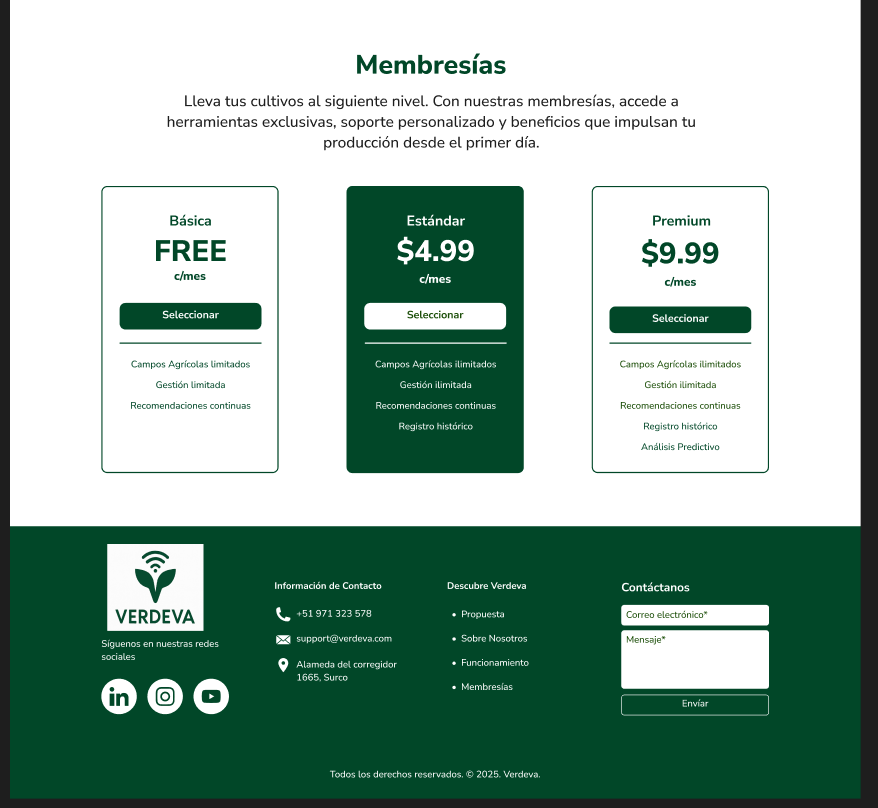 Membresías
Lleva tus cultivos al siguiente nivel. Con nuestras membresías, accede a
herramientas exclusivas, soporte personalizado y beneficios que impulsan tu
producción desde el primer día.
Básica
FREE
c/mes
Seleccionar
Campos Agrícolas limitados
Gestión limitada
Recomendaciones continuas
Estándar
$4.99
c/mes
Seleccionar
Campos Agrícolas ilimitados
Gestión ilimitada
Recomendaciones continuas
Registro histórico
Premium
$9.99
c/mes
Seleccionar
Campos Agrícolas ilimitados
Gestión ilimitada
Recomendaciones continuas
Registro histórico
Análisis Predictivo
VERDEVA
Síguenos en nuestras redes
sociales
in
Información de Contacto
+51 971 323 578
support@verdeva.com
Alameda del corregidor
1665, Surco
Descubre Verdeva
• Propuesta
• Sobre Nosotros
• Funcionamiento
• Membresías
Contáctanos
Correo electrónico*
Mensaje*
Envíar
Todos los derechos reservados. © 2025. Verdeva.